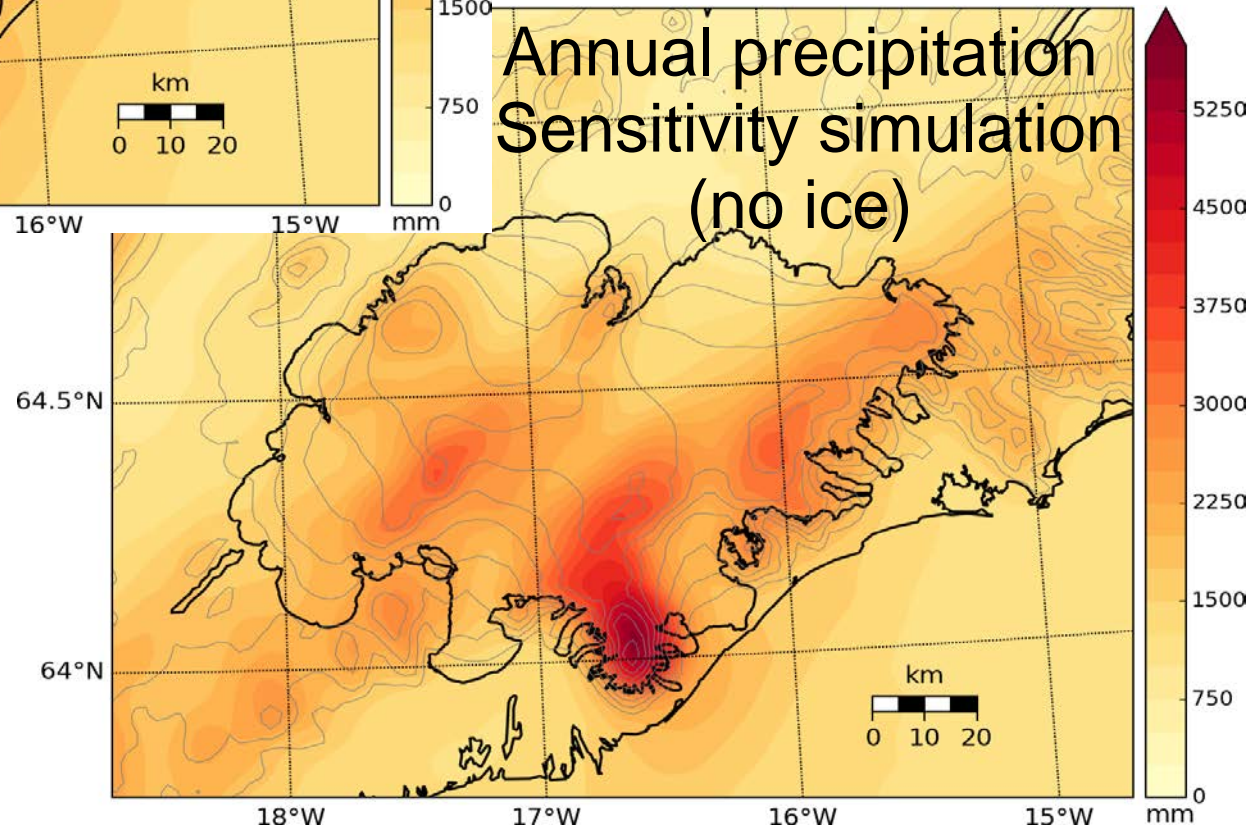 1500
750
0
mm
km
0 10 20
16°W 15°W
Annual precipitation
Sensitivity simulation
(no ice)
64.5°N
64°N
18°W 17°W 16°W 15°W
km
0 10 20
5250
4500
3750
3000
2250
1500
750
0
mm